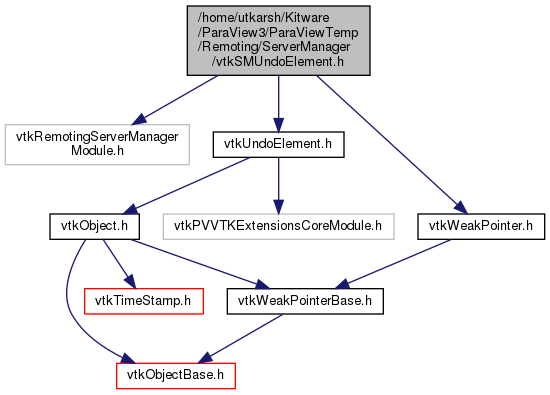 /home/utkarsh/Kitware
/ParaView3/ParaViewTemp
/Remoting/ServerManager
/vtkSMUndoElement.h
vtkRemotingServerManager
Module.h
vtkUndoElement.h
vtkObject.h
vtkPVVTKExtensionsCoreModule.h
vtkWeakPointer.h
vtkTimeStamp.h
vtkWeakPointerBase.h
vtkObjectBase.h